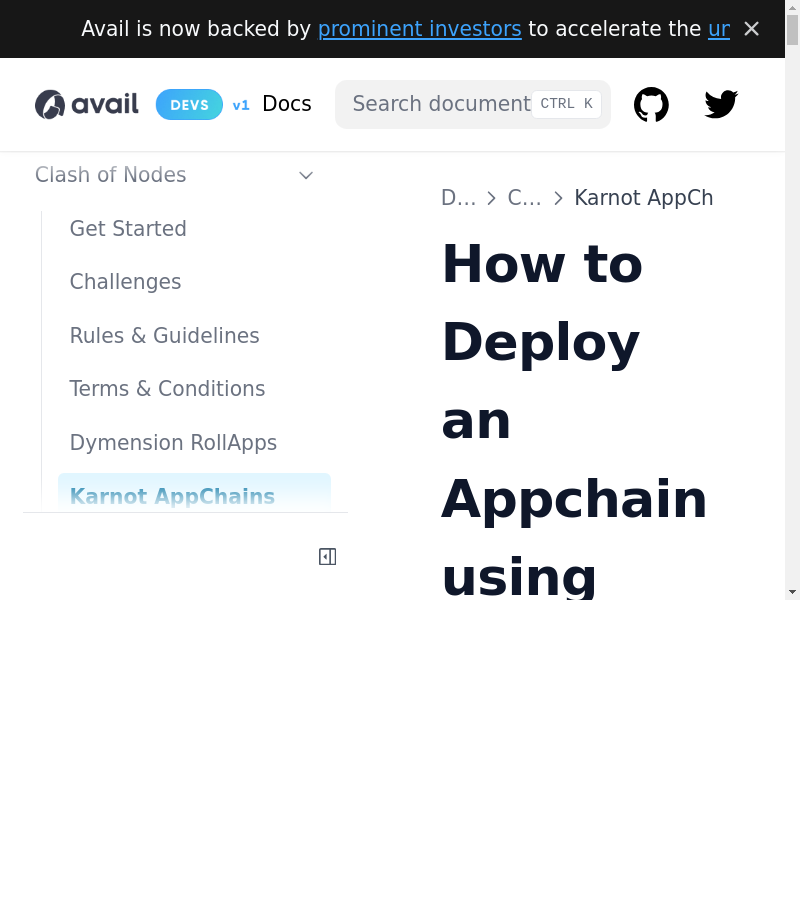 Avail is now backed by prominent investors to accelerate the ur
avail DEVS v1 Docs
Search document CTRL K
Clash of Nodes
Get Started
Challenges
Rules & Guidelines
Terms & Conditions
Dymension RollApps
Karnot AppChains
D… > C… > Karnot AppCh
How to
Deploy
an
Appchain
using